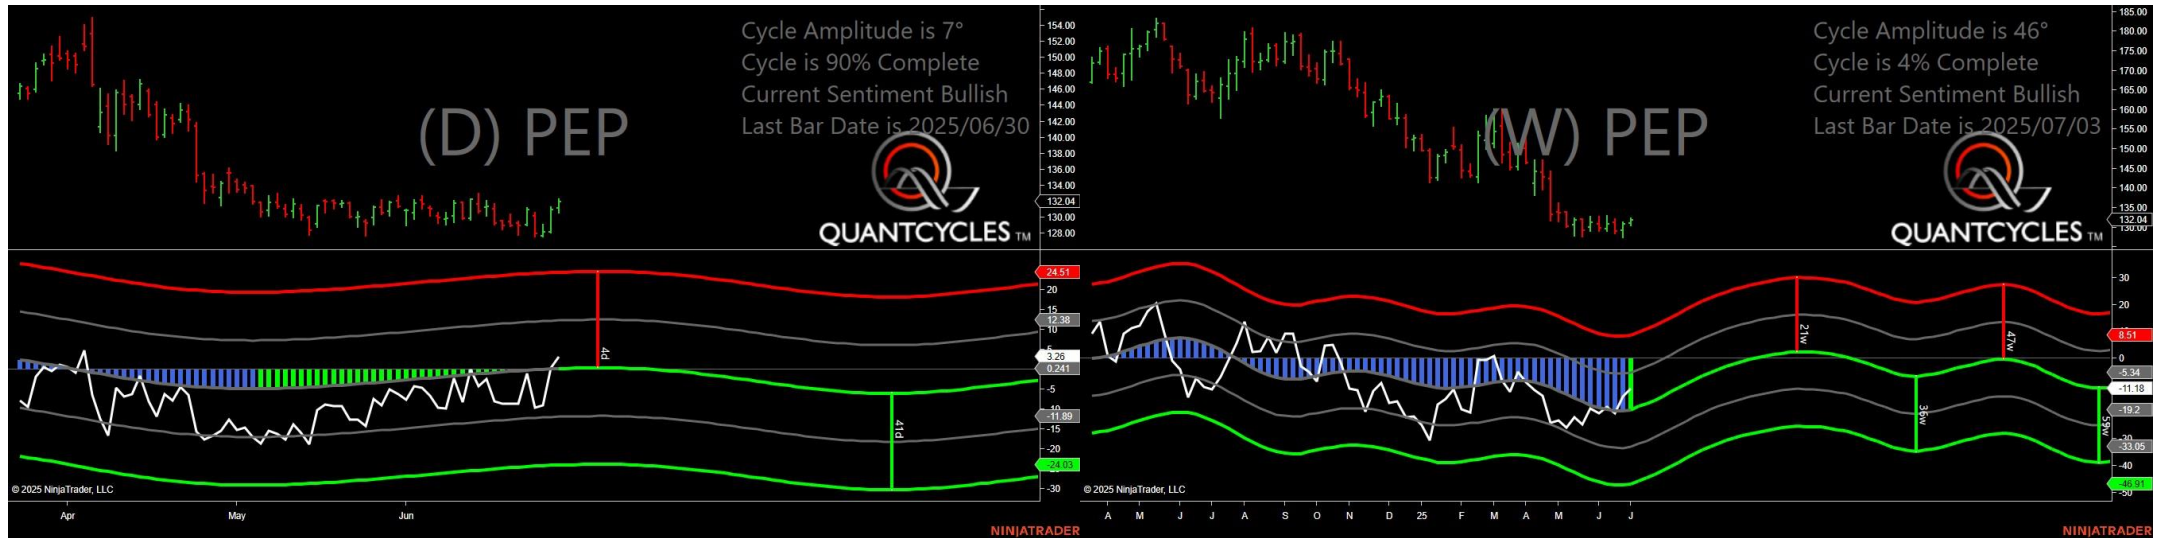 Cycle Amplitude is 7°
Cycle is 90% Complete
Current Sentiment Bullish
Last Bar Date is 2025/06/30
(D) PEP
QUANTCYCLES TM
154.00
152.00
150.00
148.00
146.00
144.00
142.00
140.00
138.00
136.00
134.00
132.04
130.00
128.00
24.51
20
15
12.38
10
5
3.26
0.241
-5
-10
-11.89
-15
-20
-24.03
-30
4d
41d
© 2025 NinjaTrader, LLC
Apr
May
Jun
NINJATRADER
Cycle Amplitude is 46°
Cycle is 4% Complete
Current Sentiment Bullish
Last Bar Date is 2025/07/03
(W) PEP
QUANTCYCLES TM
185.00
180.00
175.00
170.00
165.00
160.00
155.00
150.00
145.00
140.00
135.00
132.04
130.00
30
20
8.51
0
-5.34
-11.18
-19.2
-30
-33.05
-40
-46.91
-50
21w
36w
47w
59w
© 2025 NinjaTrader, LLC
A M J J A S O N D 25 F M A M J J
NINJATRADER